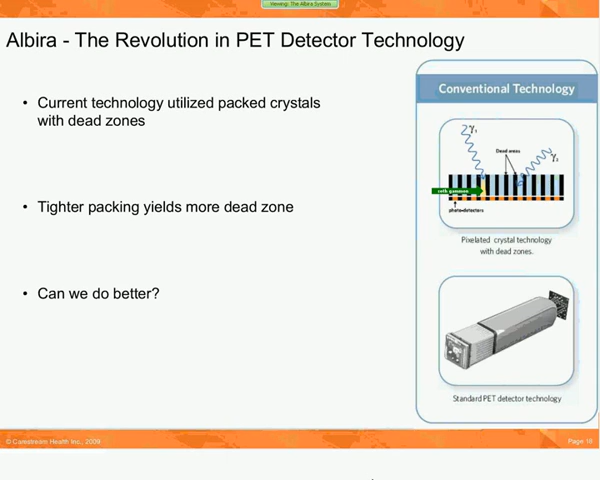 Viewing: The Albira System
Albira - The Revolution in PET Detector Technology
• Current technology utilized packed crystals
with dead zones
• Tighter packing yields more dead zone
• Can we do better?
Conventional Technology
γ₁
Dead areas
γ₂
photo-detectors
Pixelated crystal technology
with dead zones.
Standard PET detector technology
© Carestream Health Inc., 2009
Page 18